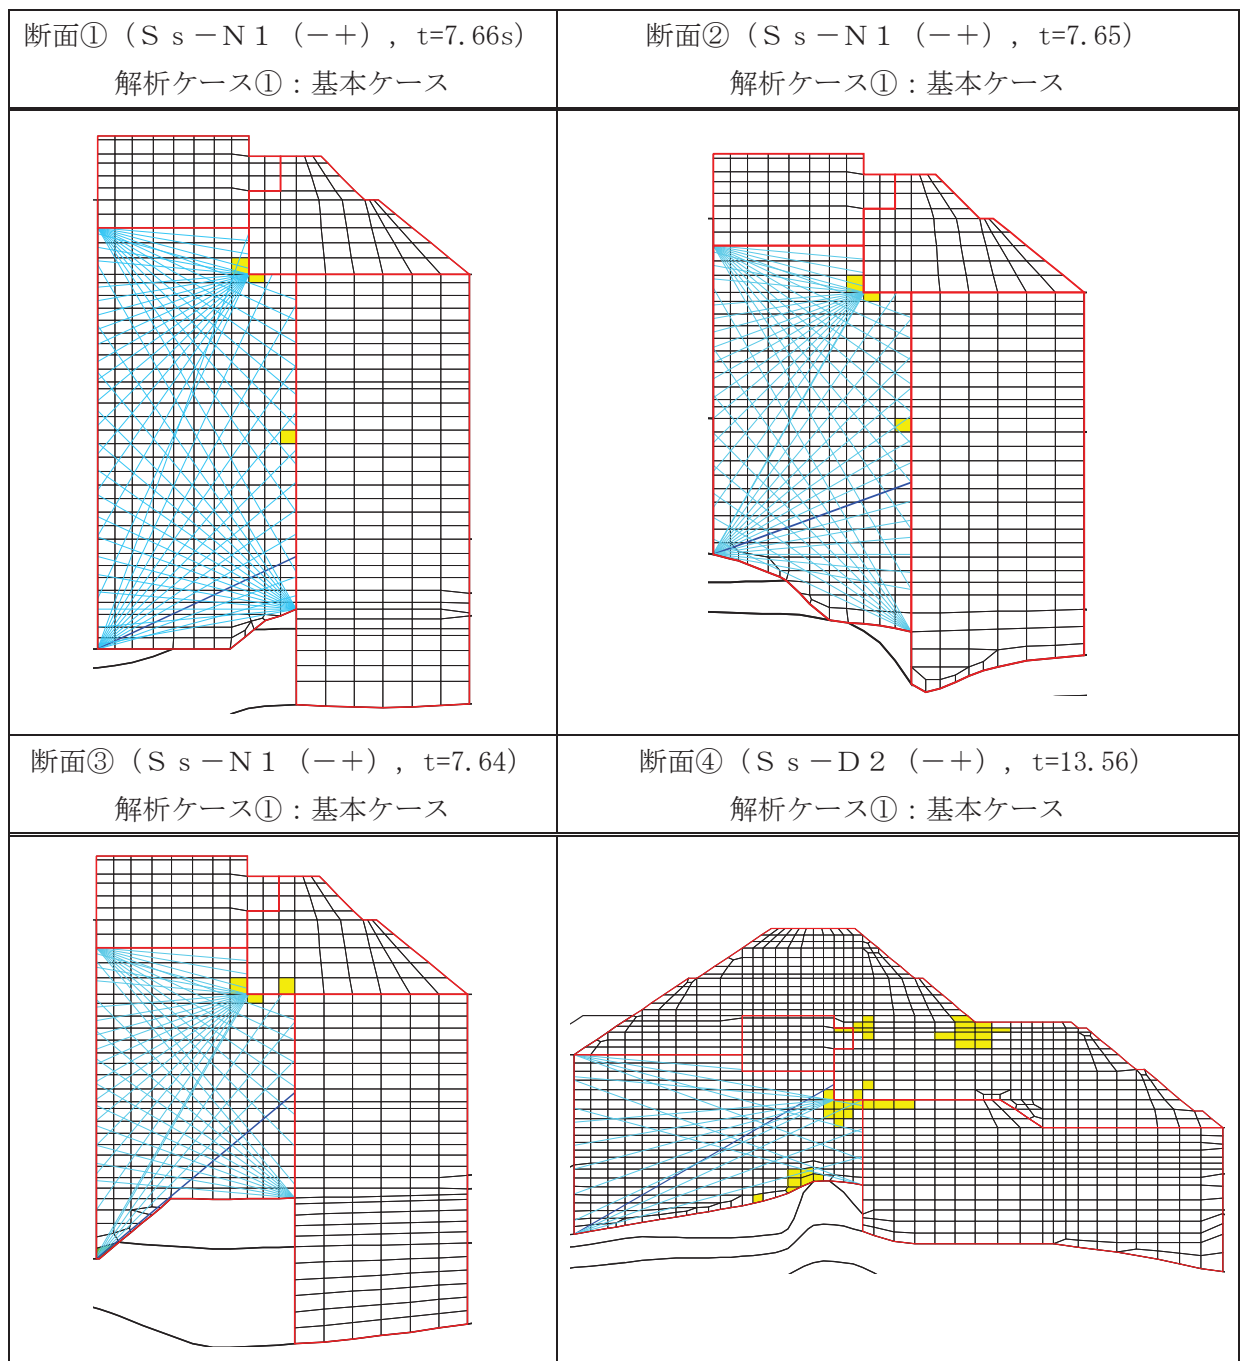 断面①（Ｓｓ－Ｎ１（－＋）, t=7.66s）
解析ケース①：基本ケース
断面②（Ｓｓ－Ｎ１（－＋）, t=7.65）
解析ケース①：基本ケース
断面③（Ｓｓ－Ｎ１（－＋）, t=7.64）
解析ケース①：基本ケース
断面④（Ｓｓ－Ｄ２（－＋）, t=13.56）
解析ケース①：基本ケース